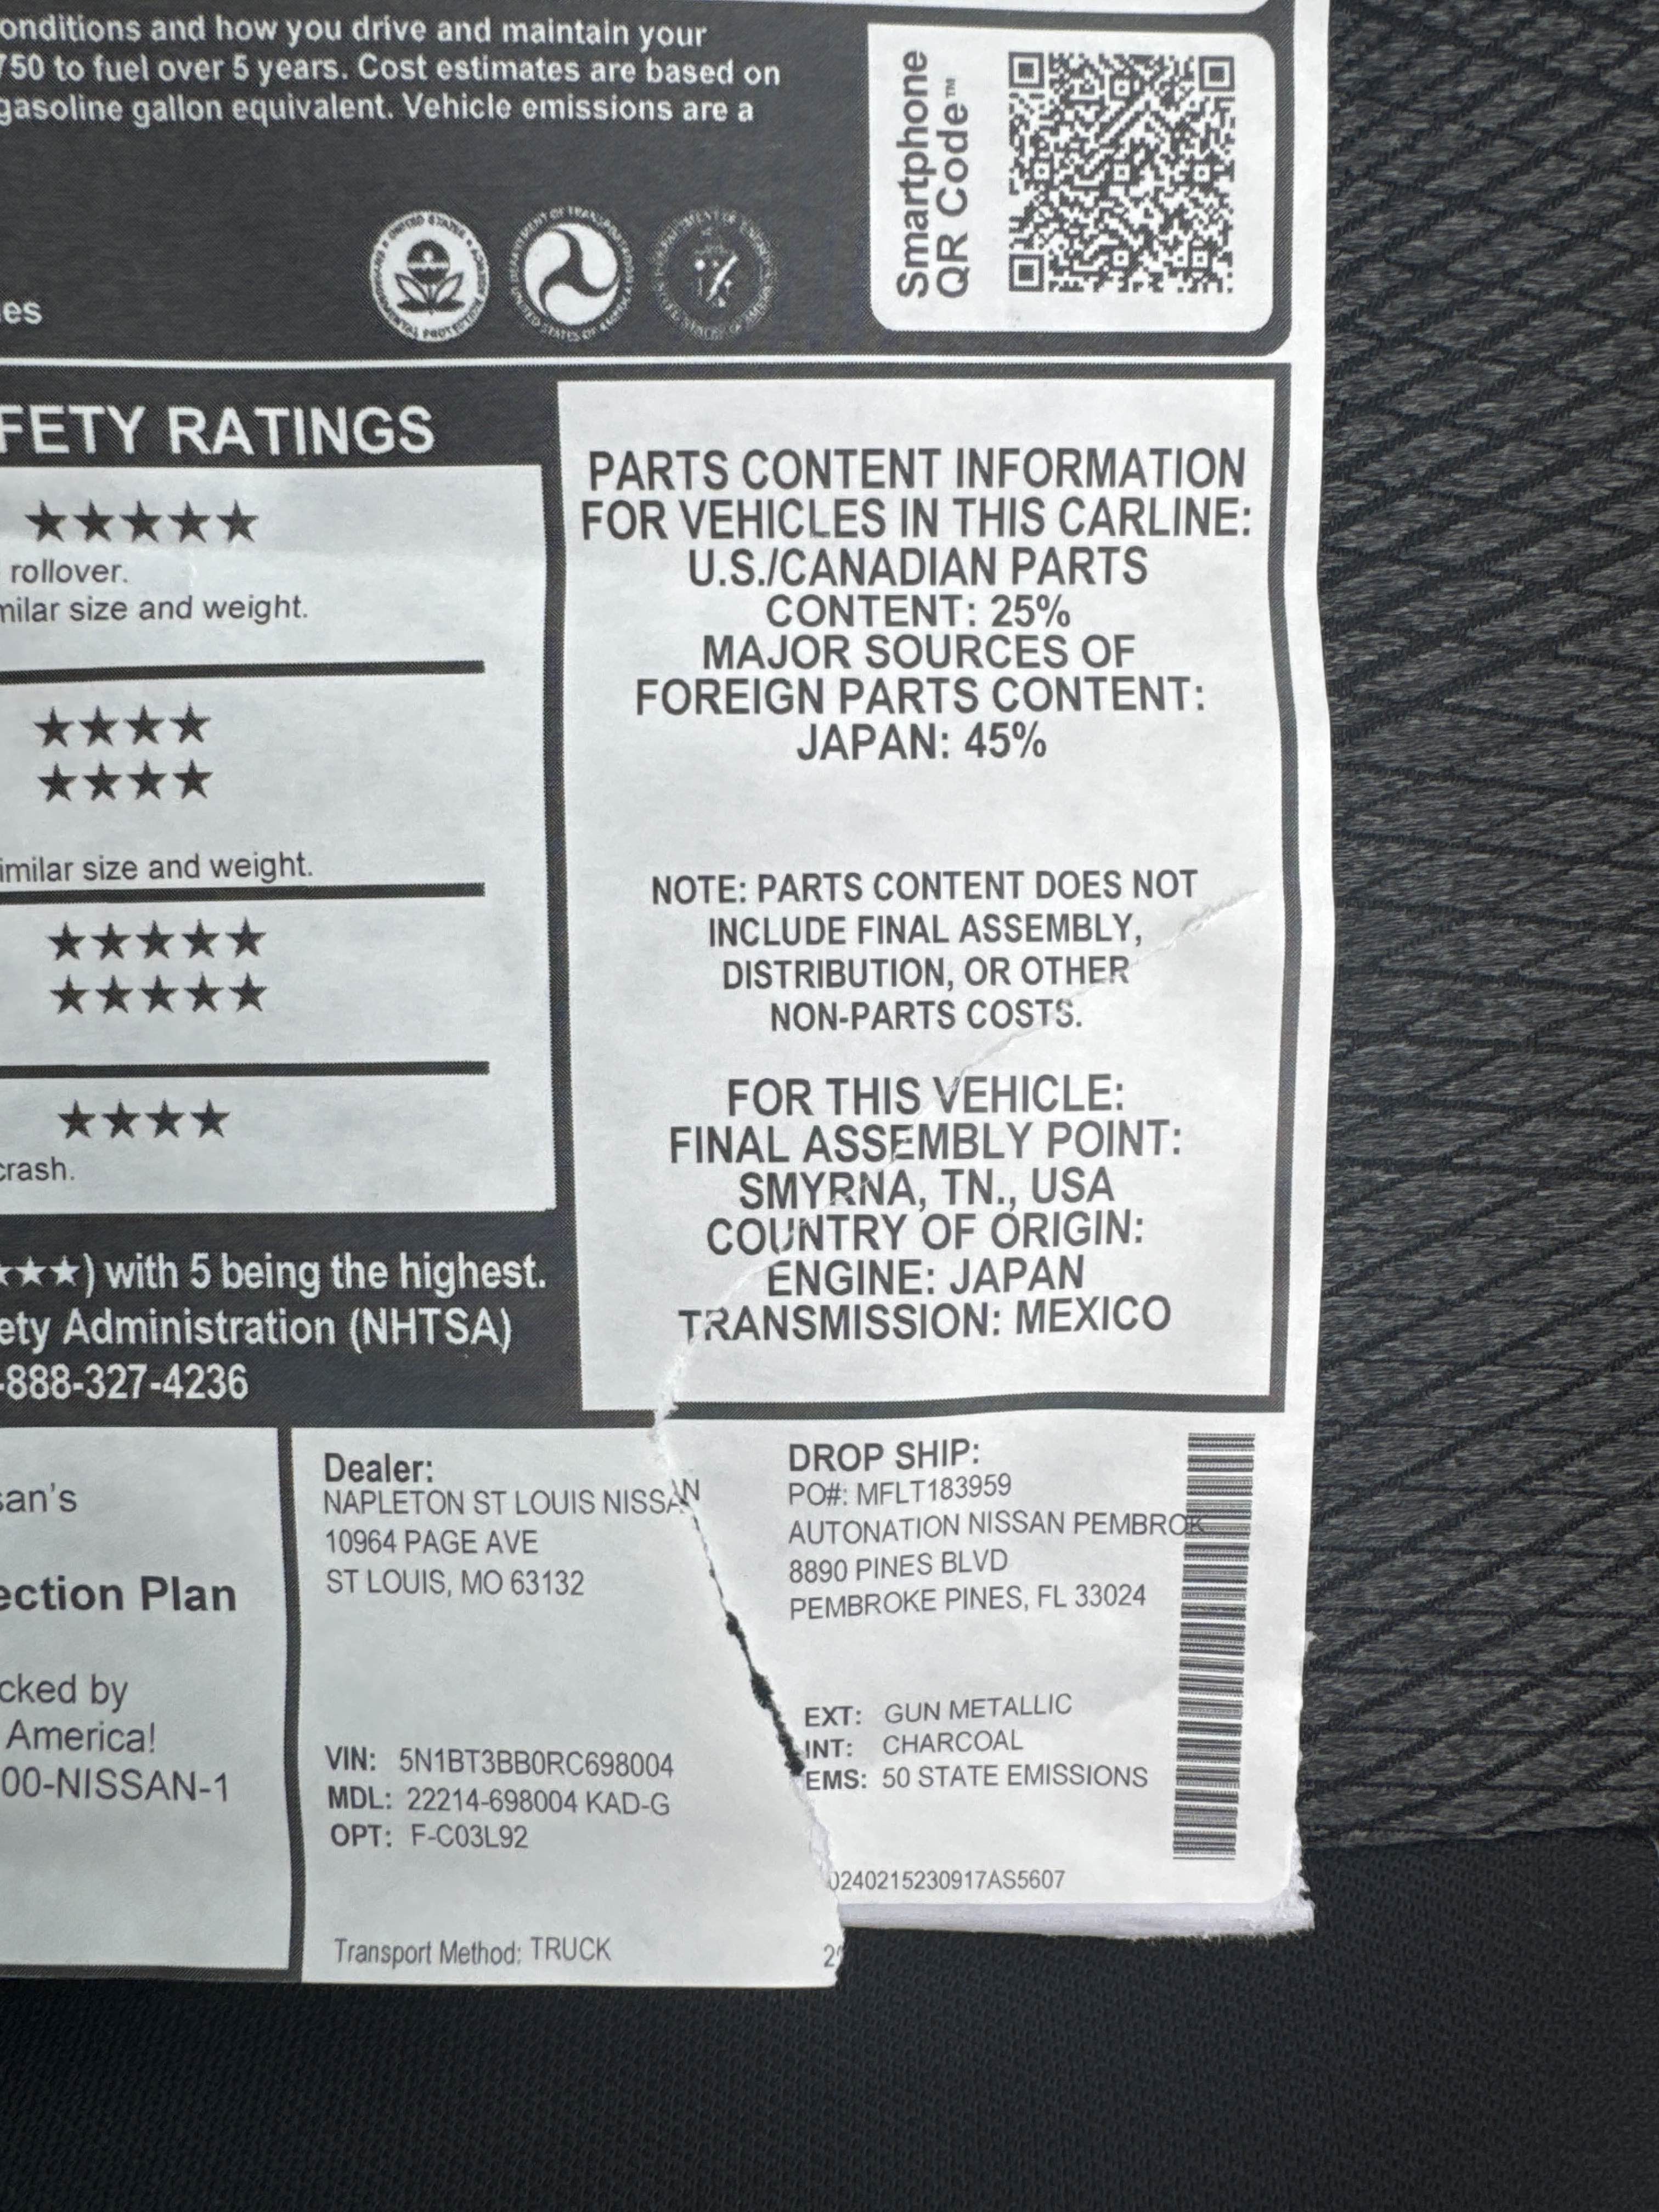 onditions and how you drive and maintain your
750 to fuel over 5 years. Cost estimates are based on
gasoline gallon equivalent. Vehicle emissions are a
Smartphone
QR Code™
es
FETY RATINGS
★★★★★
rollover.
milar size and weight.
★★★★
★★★★
imilar size and weight.
★★★★★
★★★★★
★★★★
crash.
★★★) with 5 being the highest.
ety Administration (NHTSA)
-888-327-4236
PARTS CONTENT INFORMATION
FOR VEHICLES IN THIS CARLINE:
U.S./CANADIAN PARTS
CONTENT: 25%
MAJOR SOURCES OF
FOREIGN PARTS CONTENT:
JAPAN: 45%
NOTE: PARTS CONTENT DOES NOT
INCLUDE FINAL ASSEMBLY,
DISTRIBUTION, OR OTHER
NON-PARTS COSTS.
FOR THIS VEHICLE:
FINAL ASSEMBLY POINT:
SMYRNA, TN., USA
COUNTRY OF ORIGIN:
ENGINE: JAPAN
TRANSMISSION: MEXICO
san's
ection Plan
cked by
America!
00-NISSAN-1
Dealer:
NAPLETON ST LOUIS NISSAN
10964 PAGE AVE
ST LOUIS, MO 63132
VIN: 5N1BT3BB0RC698004
MDL: 22214-698004 KAD-G
OPT: F-C03L92
Transport Method: TRUCK
DROP SHIP:
PO#: MFLT183959
AUTONATION NISSAN PEMBROK
8890 PINES BLVD
PEMBROKE PINES, FL 33024
EXT: GUN METALLIC
INT: CHARCOAL
EMS: 50 STATE EMISSIONS
0240215230917AS5607